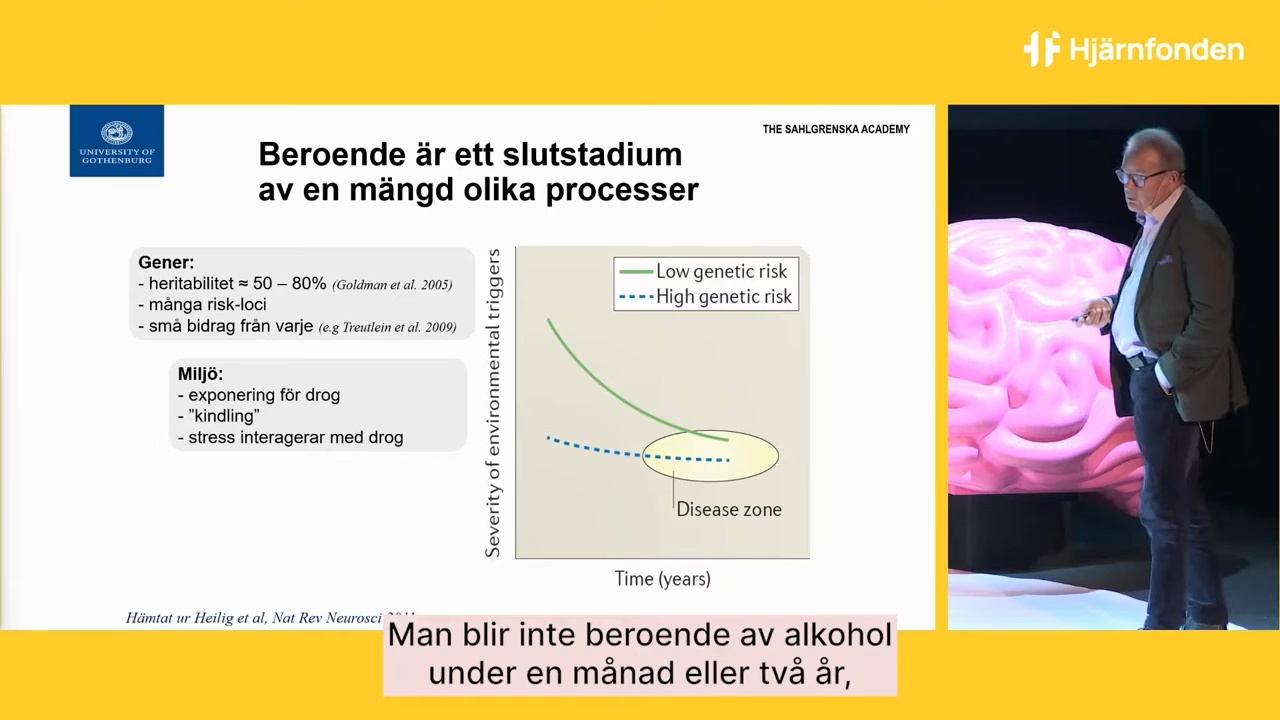 Hjärnfonden
UNIVERSITY OF
GOTHENBURG
THE SAHLGRENSKA ACADEMY
Beroende är ett slutstadium
av en mängd olika processer
Gener:
- heritabilitet ≈ 50 – 80% (Goldman et al. 2005)
- många risk-loci
- små bidrag från varje (e.g Treutlein et al. 2009)
Miljö:
- exponering för drog
- ”kindling”
- stress interagerar med drog
Severity of environmental triggers
Low genetic risk
High genetic risk
Disease zone
Time (years)
Hämtat ur Heilig et al, Nat Rev Neurosci
Man blir inte beroende av alkohol
under en månad eller två år,